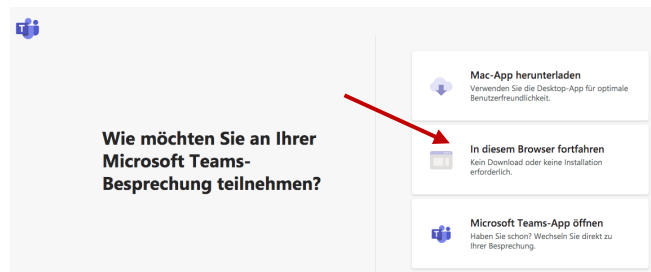 Wie möchten Sie an Ihrer
Microsoft Teams-
Besprechung teilnehmen?
Mac-App herunterladen
Verwenden Sie die Desktop-App für optimale
Benutzerfreundlichkeit.
In diesem Browser fortfahren
Kein Download oder keine Installation
erforderlich.
Microsoft Teams-App öffnen
Haben Sie schon? Wechseln Sie direkt zu
Ihrer Besprechung.